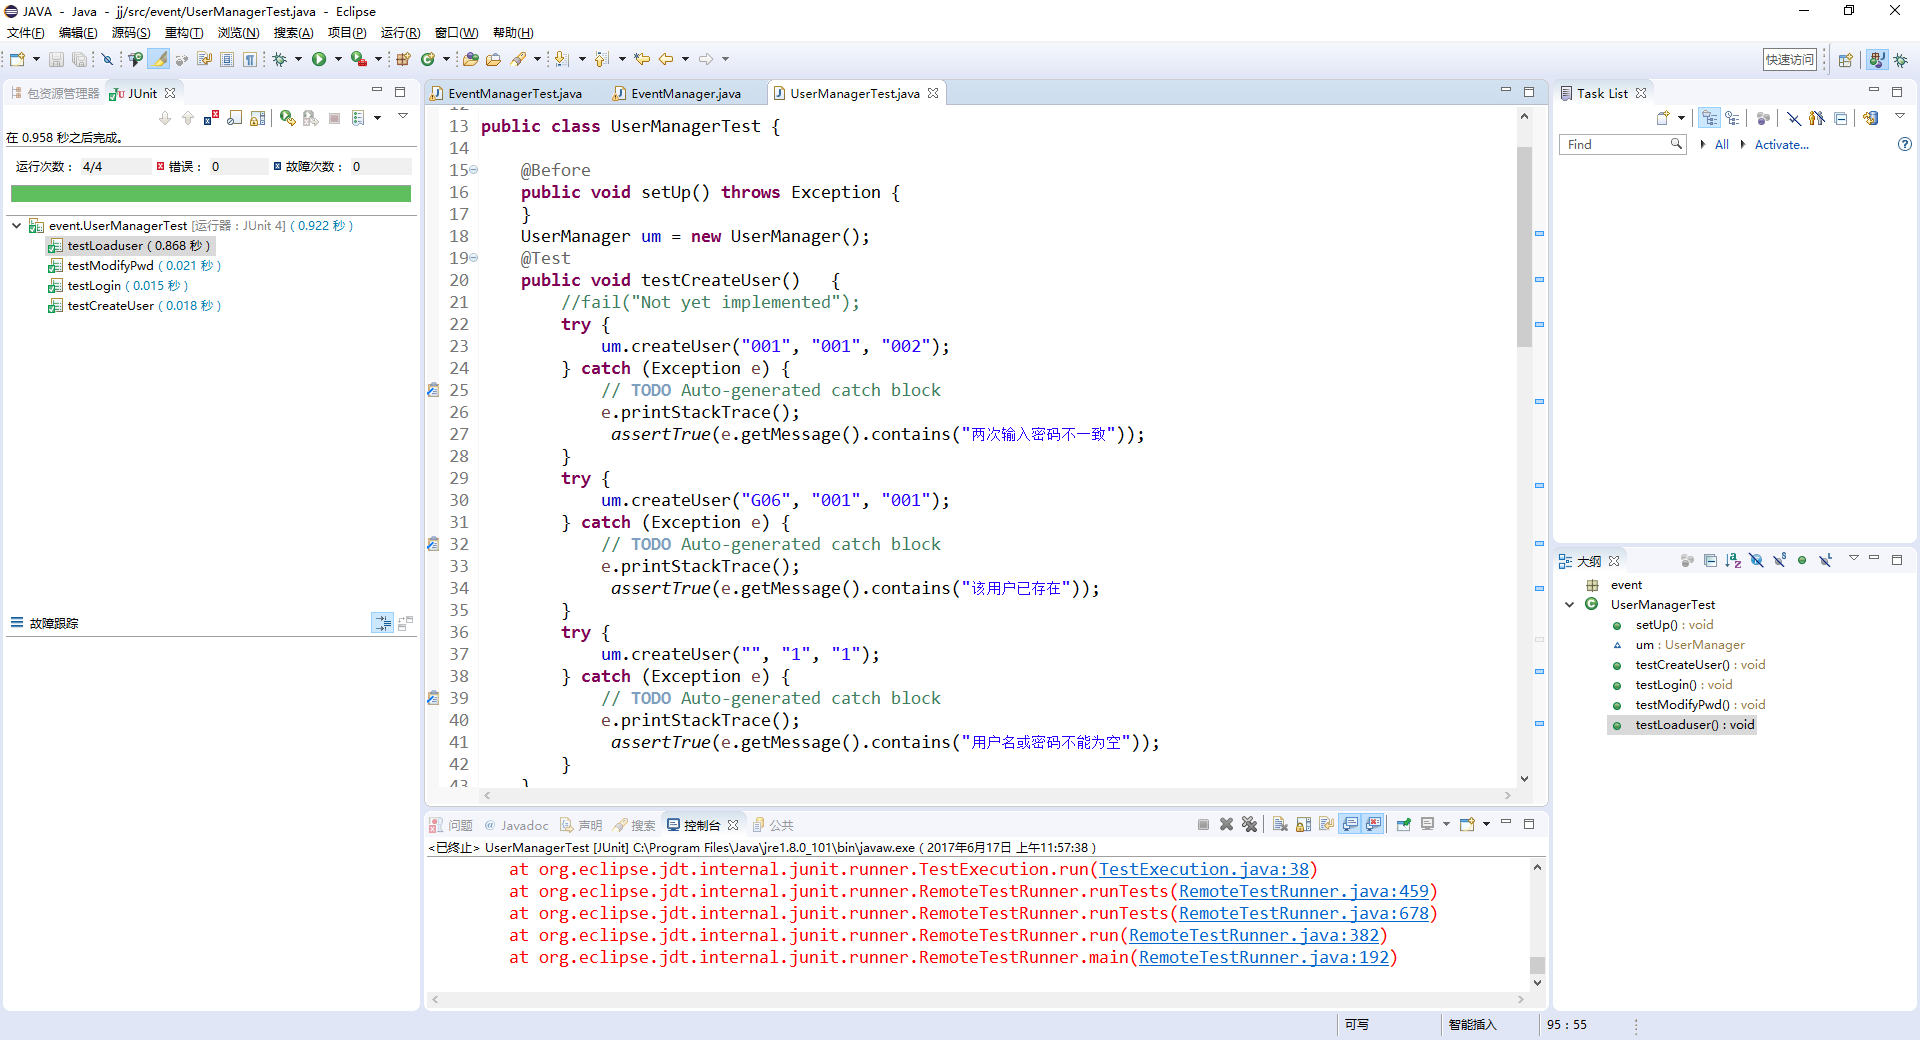 JAVA - Java - jj/src/event/UserManagerTest.java - Eclipse
文件(F) 编辑(E) 源码(S) 重构(T) 浏览(N) 搜索(A) 项目(P) 运行(R) 窗口(W) 帮助(H)
快速访问
包资源管理器 JUnit
在 0.958 秒之后完成。
运行次数： 4/4 错误： 0 故障次数： 0
event.UserManagerTest [运行器：JUnit 4] ( 0.922 秒 )
testLoaduser ( 0.868 秒 )
testModifyPwd ( 0.021 秒 )
testLogin ( 0.015 秒 )
testCreateUser ( 0.018 秒 )
故障跟踪
EventManagerTest.java EventManager.java UserManagerTest.java
12
13 public class UserManagerTest {
14
15 @Before
16 public void setUp() throws Exception {
17 }
18 UserManager um = new UserManager();
19 @Test
20 public void testCreateUser() {
21 //fail("Not yet implemented");
22 try {
23 um.createUser("001", "001", "002");
24 } catch (Exception e) {
25 // TODO Auto-generated catch block
26 e.printStackTrace();
27 assertTrue(e.getMessage().contains("两次输入密码不一致"));
28 }
29 try {
30 um.createUser("G06", "001", "001");
31 } catch (Exception e) {
32 // TODO Auto-generated catch block
33 e.printStackTrace();
34 assertTrue(e.getMessage().contains("该用户已存在"));
35 }
36 try {
37 um.createUser("", "1", "1");
38 } catch (Exception e) {
39 // TODO Auto-generated catch block
40 e.printStackTrace();
41 assertTrue(e.getMessage().contains("用户名或密码不能为空"));
42 }
43 }
问题 @ Javadoc 声明 搜索 控制台 公共
<已终止> UserManagerTest [JUnit] C:\Program Files\Java\jre1.8.0_101\bin\javaw.exe ( 2017年6月17日 上午11:57:38 )
at org.eclipse.jdt.internal.junit.runner.TestExecution.run(TestExecution.java:38)
at org.eclipse.jdt.internal.junit.runner.RemoteTestRunner.runTests(RemoteTestRunner.java:459)
at org.eclipse.jdt.internal.junit.runner.RemoteTestRunner.runTests(RemoteTestRunner.java:678)
at org.eclipse.jdt.internal.junit.runner.RemoteTestRunner.run(RemoteTestRunner.java:382)
at org.eclipse.jdt.internal.junit.runner.RemoteTestRunner.main(RemoteTestRunner.java:192)
Task List
Find All Activate...
大纲
event
UserManagerTest
setUp() : void
um : UserManager
testCreateUser() : void
testLogin() : void
testModifyPwd() : void
testLoaduser() : void
可写 智能插入 95 : 55